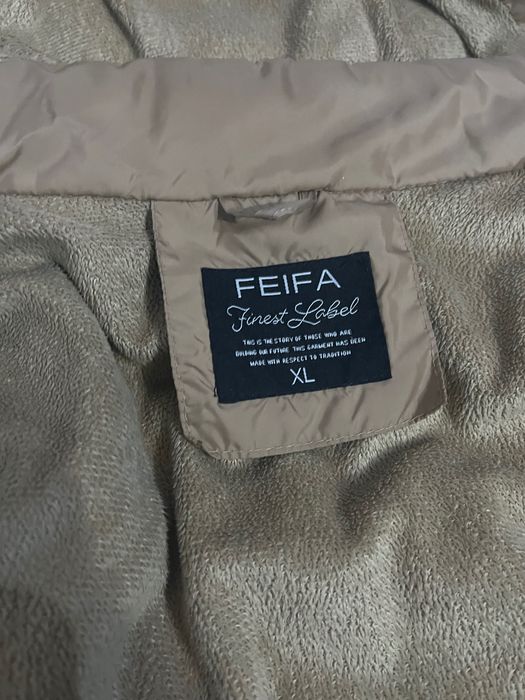 FEIFA
Finest Label
THIS IS THE STORY OF THOSE WHO ARE
GUIDING OUR FUTURE THIS GARMENT HAS BEEN
MADE WITH RESPECT TO TRADITION
XL